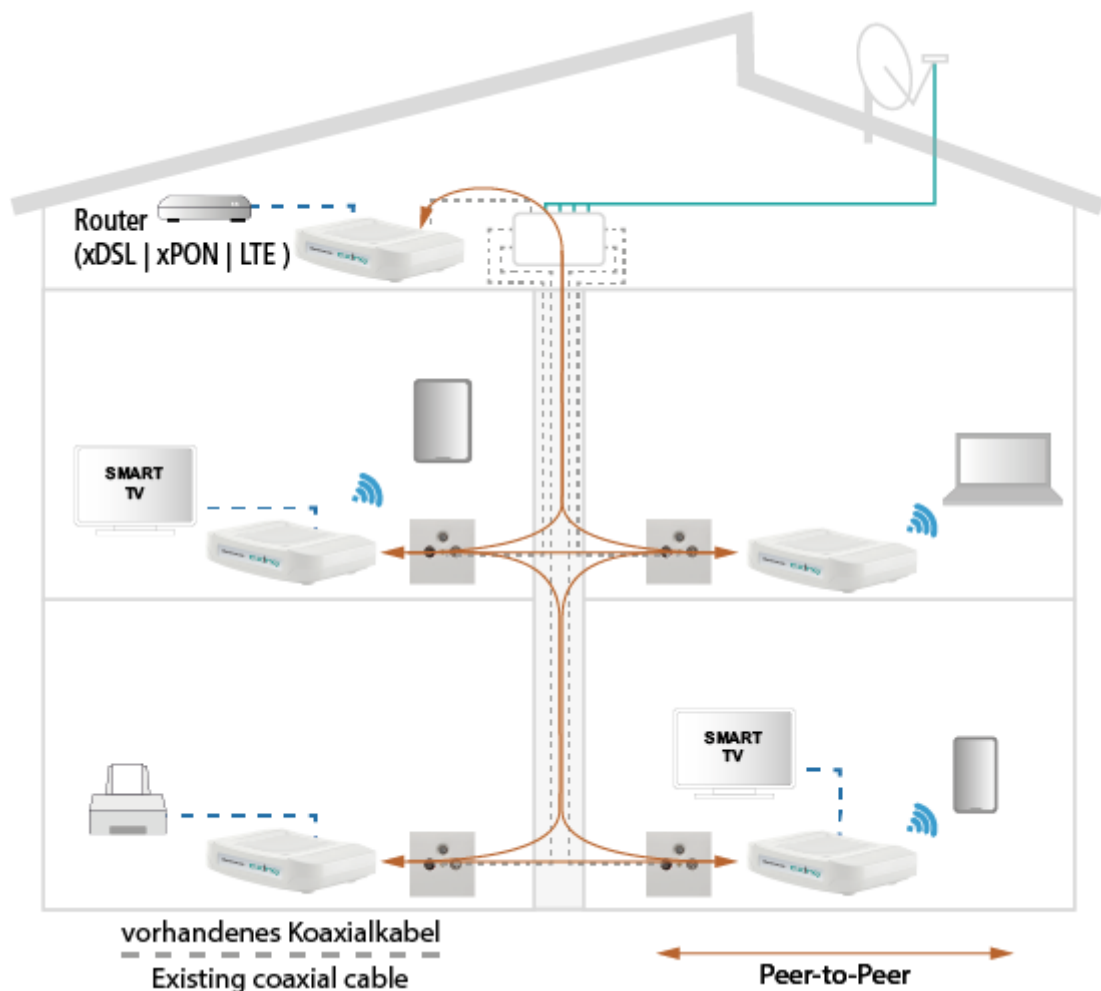 Router
(xDSL | xPON | LTE )
SMART
TV
SMART
TV
vorhandenes Koaxialkabel
Existing coaxial cable
Peer-to-Peer